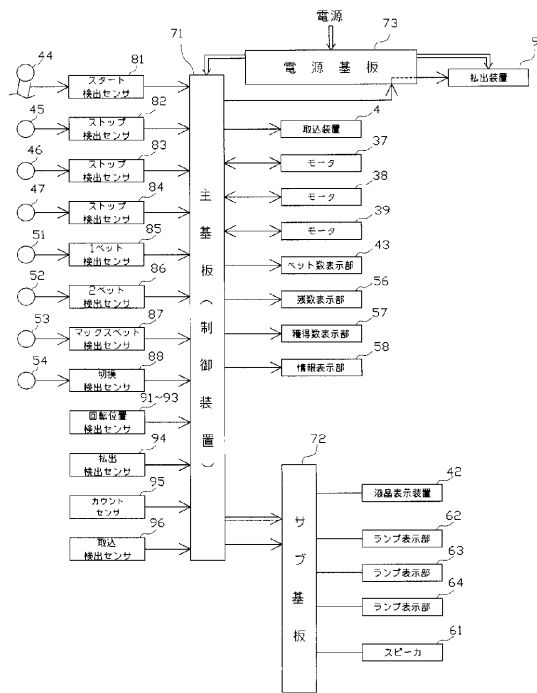 電源
44
81
スタート
検出センサ
45
82
ストップ
検出センサ
46
83
ストップ
検出センサ
47
84
ストップ
検出センサ
51
85
1ベット
検出センサ
52
86
2ベット
検出センサ
53
87
マックスベット
検出センサ
54
88
切換
検出センサ
91~93
回転位置
検出センサ
94
払出
検出センサ
95
カウント
センサ
96
取込
検出センサ
71
主基板(制御装置)
73
電源基板
9
払出装置
4
取込装置
37
モータ
38
モータ
39
モータ
43
ベット数表示部
56
残数表示部
57
獲得数表示部
58
情報表示部
72
サブ基板
42
液晶表示装置
62
ランプ表示部
63
ランプ表示部
64
ランプ表示部
61
スピーカ